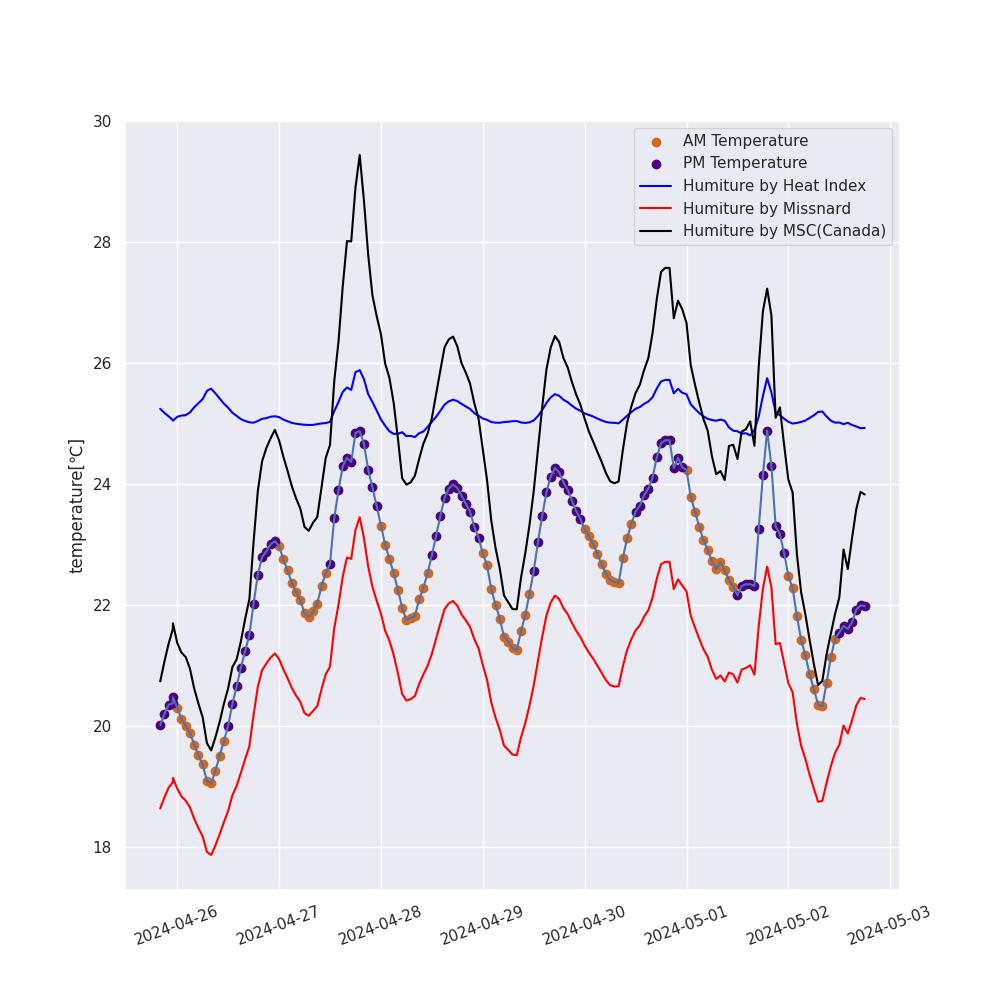 30
28
26
24
22
20
18
temperature[℃]
AM Temperature
PM Temperature
Humiture by Heat Index
Humiture by Missnard
Humiture by MSC(Canada)
2024-04-26
2024-04-27
2024-04-28
2024-04-29
2024-04-30
2024-05-01
2024-05-02
2024-05-03